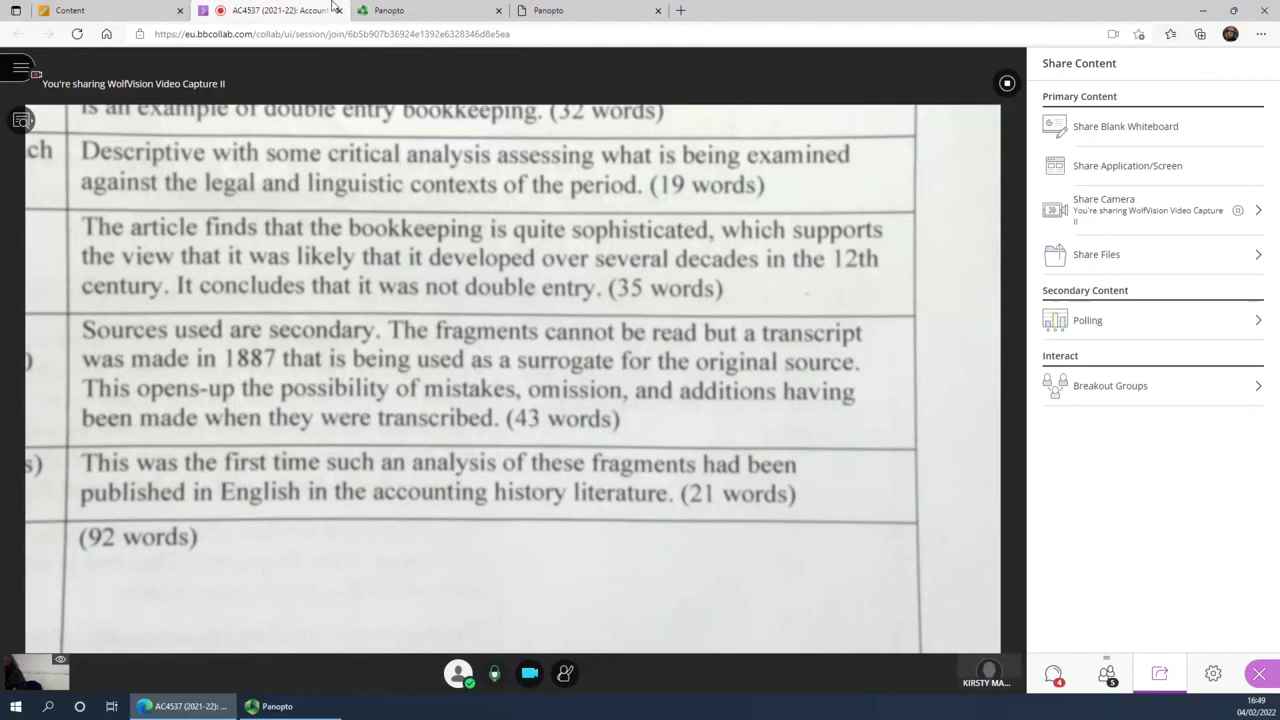 Content
AC4537 (2021-22): Accoun
Panopto
Panopto
https://eu.bbcollab.com/collab/ui/session/join/6b5b907b36924e1392e6328346d8e5ea
You're sharing WolfVision Video Capture II
is an example of double entry bookkeeping. (32 words)
ch
Descriptive with some critical analysis assessing what is being examined
against the legal and linguistic contexts of the period. (19 words)
The article finds that the bookkeeping is quite sophisticated, which supports
the view that it was likely that it developed over several decades in the 12th
century. It concludes that it was not double entry. (35 words)
)
Sources used are secondary. The fragments cannot be read but a transcript
was made in 1887 that is being used as a surrogate for the original source.
This opens-up the possibility of mistakes, omission, and additions having
been made when they were transcribed. (43 words)
s)
This was the first time such an analysis of these fragments had been
published in English in the accounting history literature. (21 words)
(92 words)
KIRSTY MA...
Share Content
Primary Content
Share Blank Whiteboard
Share Application/Screen
Share Camera
You're sharing WolfVision Video Capture
II
Share Files
Secondary Content
Polling
Interact
Breakout Groups
4
5
AC4537 (2021-22): ...
Panopto
16:49
04/02/2022